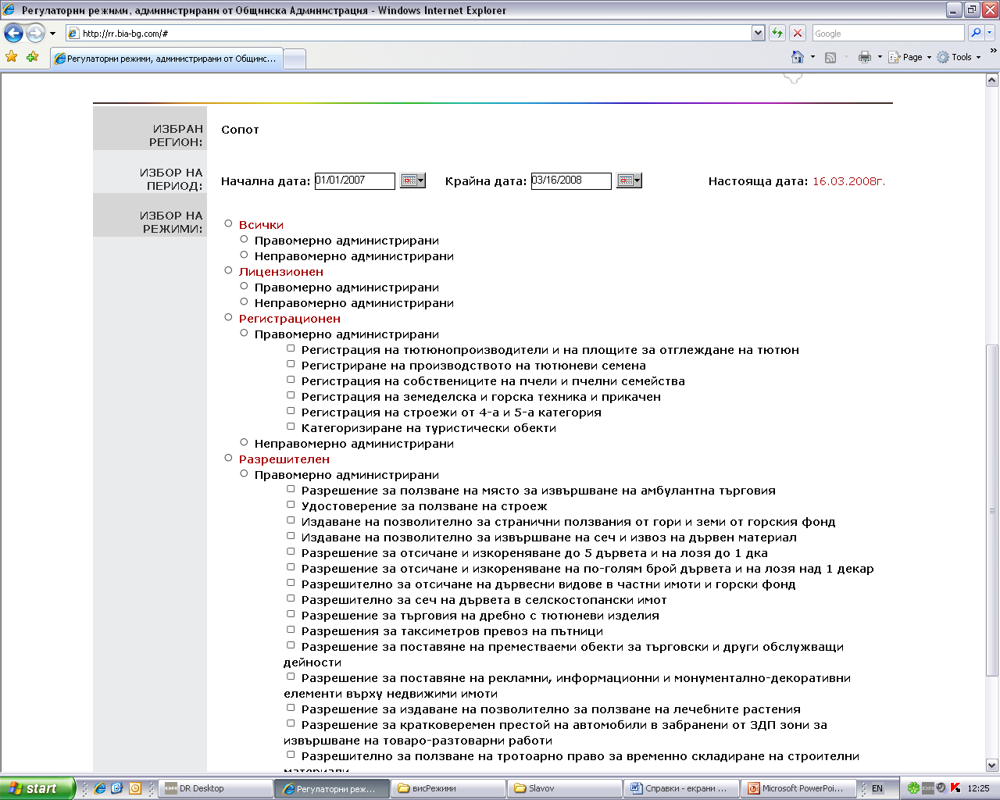 Регулаторни режими, администрирани от Общинска Администрация - Windows Internet Explorer
http://rr.bia-bg.com/#
Google
Регулаторни режими, администрирани от Общинс...
Page
Tools
ИЗБРАН РЕГИОН:
Сопот
ИЗБОР НА ПЕРИОД:
Начална дата: 01/01/2007 Крайна дата: 03/16/2008 Настояща дата: 16.03.2008г.
ИЗБОР НА РЕЖИМИ:
Всички
Правомерно администрирани
Неправомерно администрирани
Лицензионен
Правомерно администрирани
Неправомерно администрирани
Регистрационен
Правомерно администрирани
Регистрация на тютюнопроизводители и на площите за отглеждане на тютюн
Регистриране на производството на тютюневи семена
Регистрация на собствениците на пчели и пчелни семейства
Регистрация на земеделска и горска техника и прикачен
Регистрация на строежи от 4-а и 5-а категория
Категоризиране на туристически обекти
Неправомерно администрирани
Разрешителен
Правомерно администрирани
Разрешение за ползване на място за извършване на амбулантна търговия
Удостоверение за ползване на строеж
Издаване на позволително за странични ползвания от гори и земи от горския фонд
Издаване на позволително за извършване на сеч и извоз на дървен материал
Разрешение за отсичане и изкореняване до 5 дървета и на лозя до 1 дка
Разрешение за отсичане и изкореняване на по-голям брой дървета и на лозя над 1 декар
Разрешително за отсичане на дървесни видове в частни имоти и горски фонд
Разрешително за сеч на дървета в селскостопански имот
Разрешение за търговия на дребно с тютюневи изделия
Разрешения за таксиметров превоз на пътници
Разрешение за поставяне на преместваеми обекти за търговски и други обслужващи
дейности
Разрешение за поставяне на рекламни, информационни и монументално-декоративни
елементи върху недвижими имоти
Разрешение за издаване на позволително за ползване на лечебните растения
Разрешение за кратковеремен престой на автомобили в забранени от ЗДП зони за
извършване на товаро-разтоварни работи
Разрешително за ползване на тротоарно право за временно складиране на строителни
материали
start
DR Desktop
Регулаторни реж...
висРежими
Slavov
Справки - екрани ...
Microsoft PowerPoi...
EN
12:25